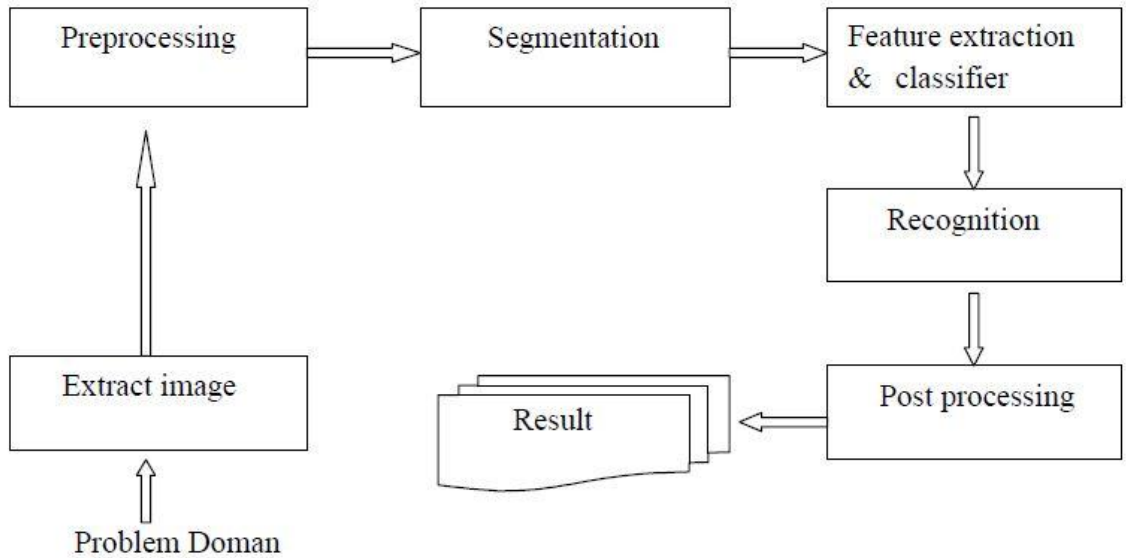 Preprocessing
Segmentation
Feature extraction
& classifier
Recognition
Extract image
Post processing
Result
Problem Doman